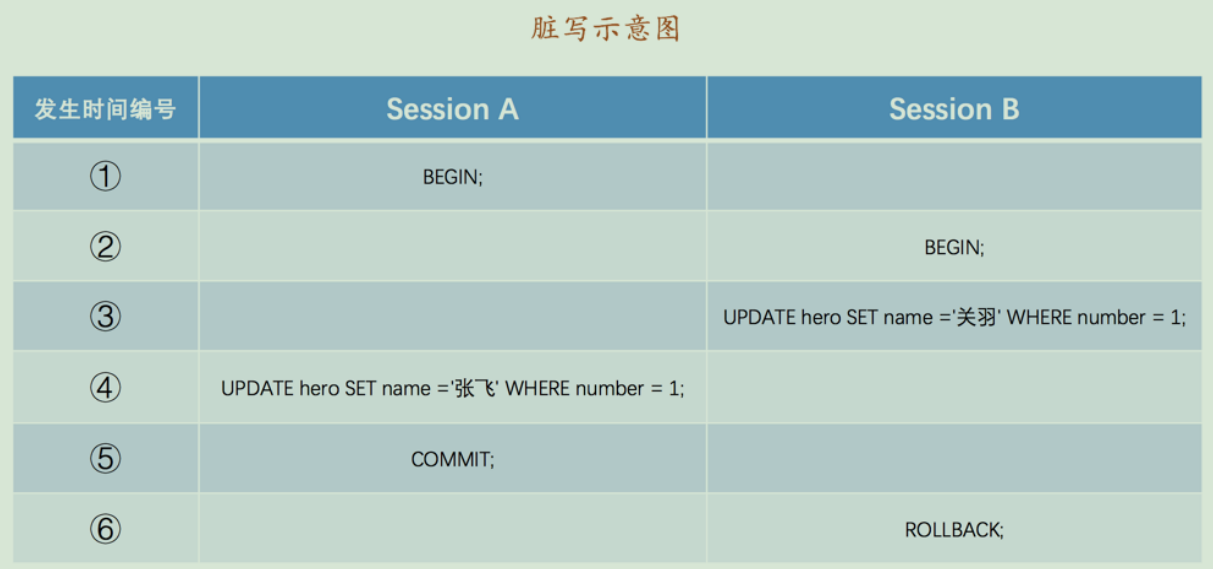 脏写示意图
发生时间编号 Session A Session B
① BEGIN;
② BEGIN;
③ UPDATE hero SET name ='关羽' WHERE number = 1;
④ UPDATE hero SET name ='张飞' WHERE number = 1;
⑤ COMMIT;
⑥ ROLLBACK;